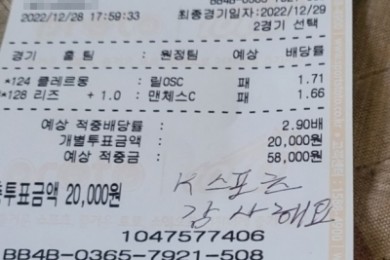 2022/12/28 17:59:33 최종경기일자:2022/12/29
2경기 선택
경기 홈팀 : 원정팀 예상 배당률
*124 클레르몽 : 릴OSC 패 1.71
*128 리즈 + 1.0 : 맨체스C 패 1.66
예상 적중배당률 : 2.90배
개별투표금액 : 20,000원
예상 적중금 : 58,000원
총투표금액 20,000원
K스포츠
감사해요
1047577406
BB4B-0365-7921-508